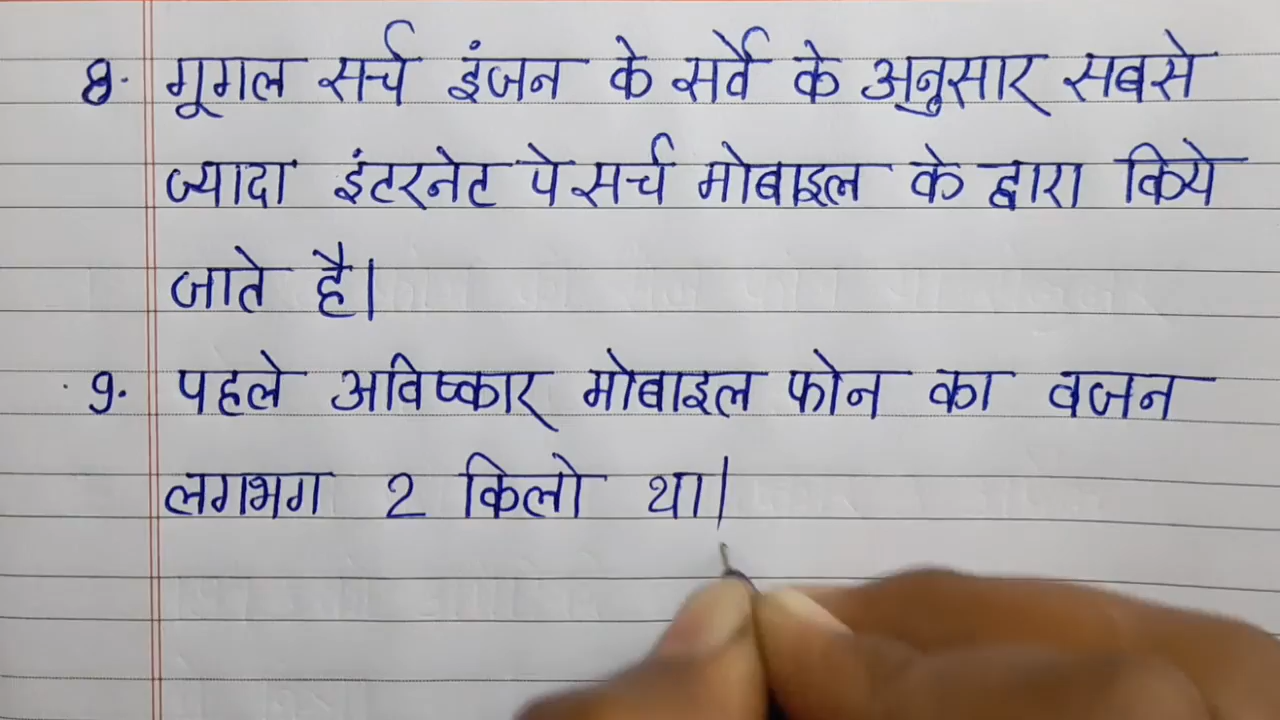 8. गूगल सर्च इंजन के सर्वे के अनुसार सबसे
ज्यादा इंटरनेट पे सर्च मोबाइल के द्वारा किये
जाते है।
9. पहले अविष्कार मोबाइल फोन का वजन
लगभग 2 किलो था।